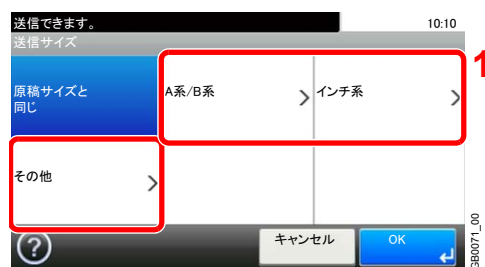 送信できます。 10:10
送信サイズ
原稿サイズと
同じ
A系/B系
インチ系
1
その他
?
キャンセル
OK
GB0071_00